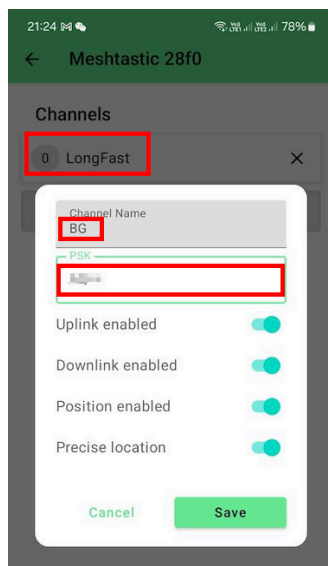 21:24 78%
Meshtastic 28f0
Channels
0 LongFast
Channel Name
BG
PSK
Uplink enabled
Downlink enabled
Position enabled
Precise location
Cancel Save